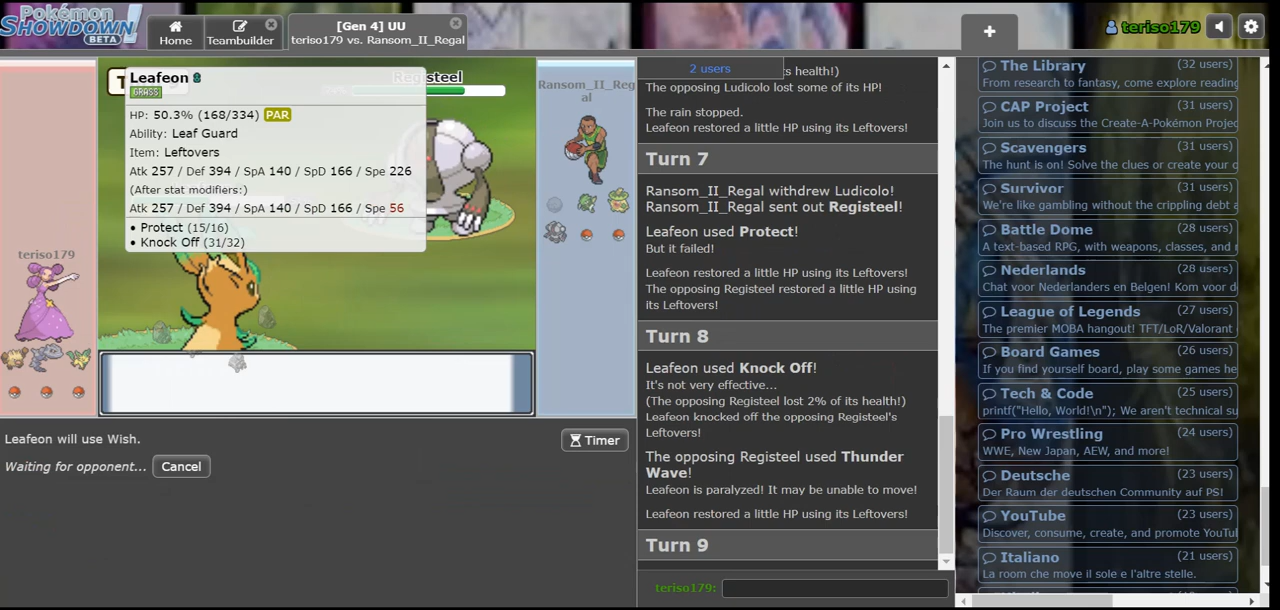 Pokémon
SHOWDOWN!
BETA
Home
Teambuilder
[Gen 4] UU
teriso179 vs. Ransom_II_Regal
+
teriso179
Leafeon
GRASS
HP: 50.3% (168/334) PAR
Ability: Leaf Guard
Item: Leftovers
Atk 257 / Def 394 / SpA 140 / SpD 166 / Spe 226
(After stat modifiers:)
Atk 257 / Def 394 / SpA 140 / SpD 166 / Spe 56
• Protect (15/16)
• Knock Off (31/32)
Registeel
teriso179
Ransom_II_Reg
al
Leafeon will use Wish.
Waiting for opponent...
Cancel
Timer
2 users
its health!)
The opposing Ludicolo lost some of its HP!
The rain stopped.
Leafeon restored a little HP using its Leftovers!
Turn 7
Ransom_II_Regal withdrew Ludicolo!
Ransom_II_Regal sent out Registeel!
Leafeon used Protect!
But it failed!
Leafeon restored a little HP using its Leftovers!
The opposing Registeel restored a little HP using
its Leftovers!
Turn 8
Leafeon used Knock Off!
It's not very effective...
(The opposing Registeel lost 2% of its health!)
Leafeon knocked off the opposing Registeel's
Leftovers!
The opposing Registeel used Thunder
Wave!
Leafeon is paralyzed! It may be unable to move!
Leafeon restored a little HP using its Leftovers!
Turn 9
teriso179:
The Library (32 users)
From research to fantasy, come explore reading
CAP Project (31 users)
Join us to discuss the Create-A-Pokémon Projec
Scavengers (31 users)
The hunt is on! Solve the clues or create your o
Survivor (31 users)
We're like gambling without the crippling debt a
Battle Dome (28 users)
A text-based RPG, with weapons, classes, and r
Nederlands (28 users)
Chat voor Nederlanders en Belgen! Kom voor d
League of Legends (27 users)
The premier MOBA hangout! TFT/LoR/Valorant
Board Games (26 users)
If you find yourself board, play some games he
Tech & Code (25 users)
printf("Hello, World!\n"); We aren't technical su
Pro Wrestling (24 users)
WWE, New Japan, AEW, and more!
Deutsche (23 users)
Der Raum der deutschen Community auf PS!
YouTube (23 users)
Discover, consume, create, and promote YouTul
Italiano (21 users)
La room che move il sole e l'altre stelle.